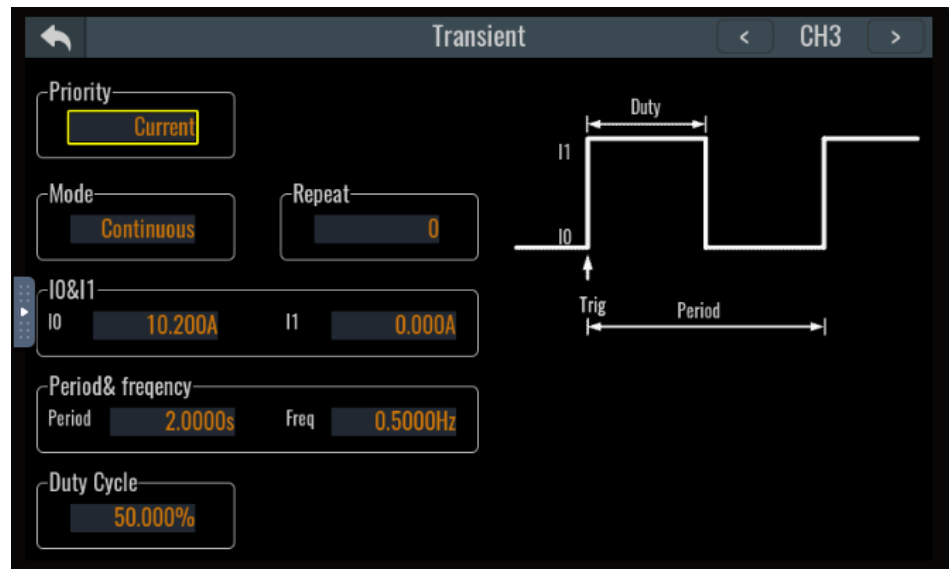 Transient
< CH3 >
Priority
Current
Mode
Continuous
Repeat
0
I0&I1
I0 10.200A I1 0.000A
Period& freqency
Period 2.0000s Freq 0.5000Hz
Duty Cycle
50.000%
Duty
I1
I0
Trig
Period